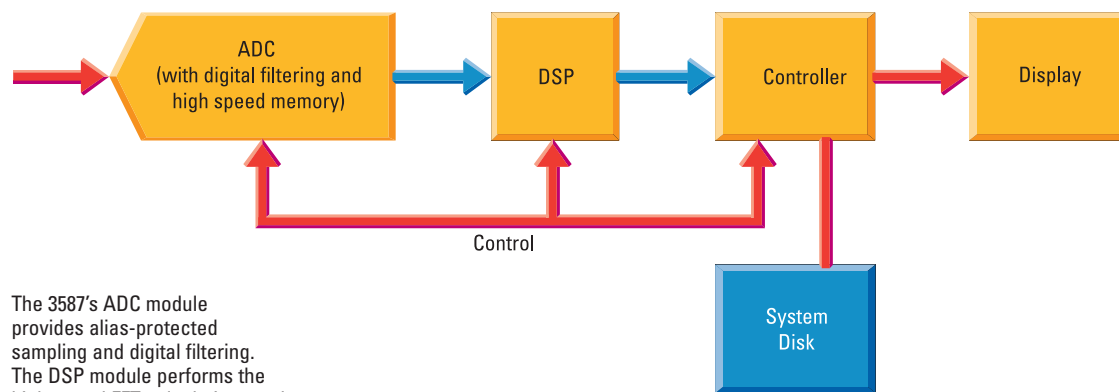 ADC
(with digital filtering and
high speed memory)
DSP
Controller
Display
Control
System
Disk
The 3587's ADC module
provides alias-protected
sampling and digital filtering.
The DSP module performs the